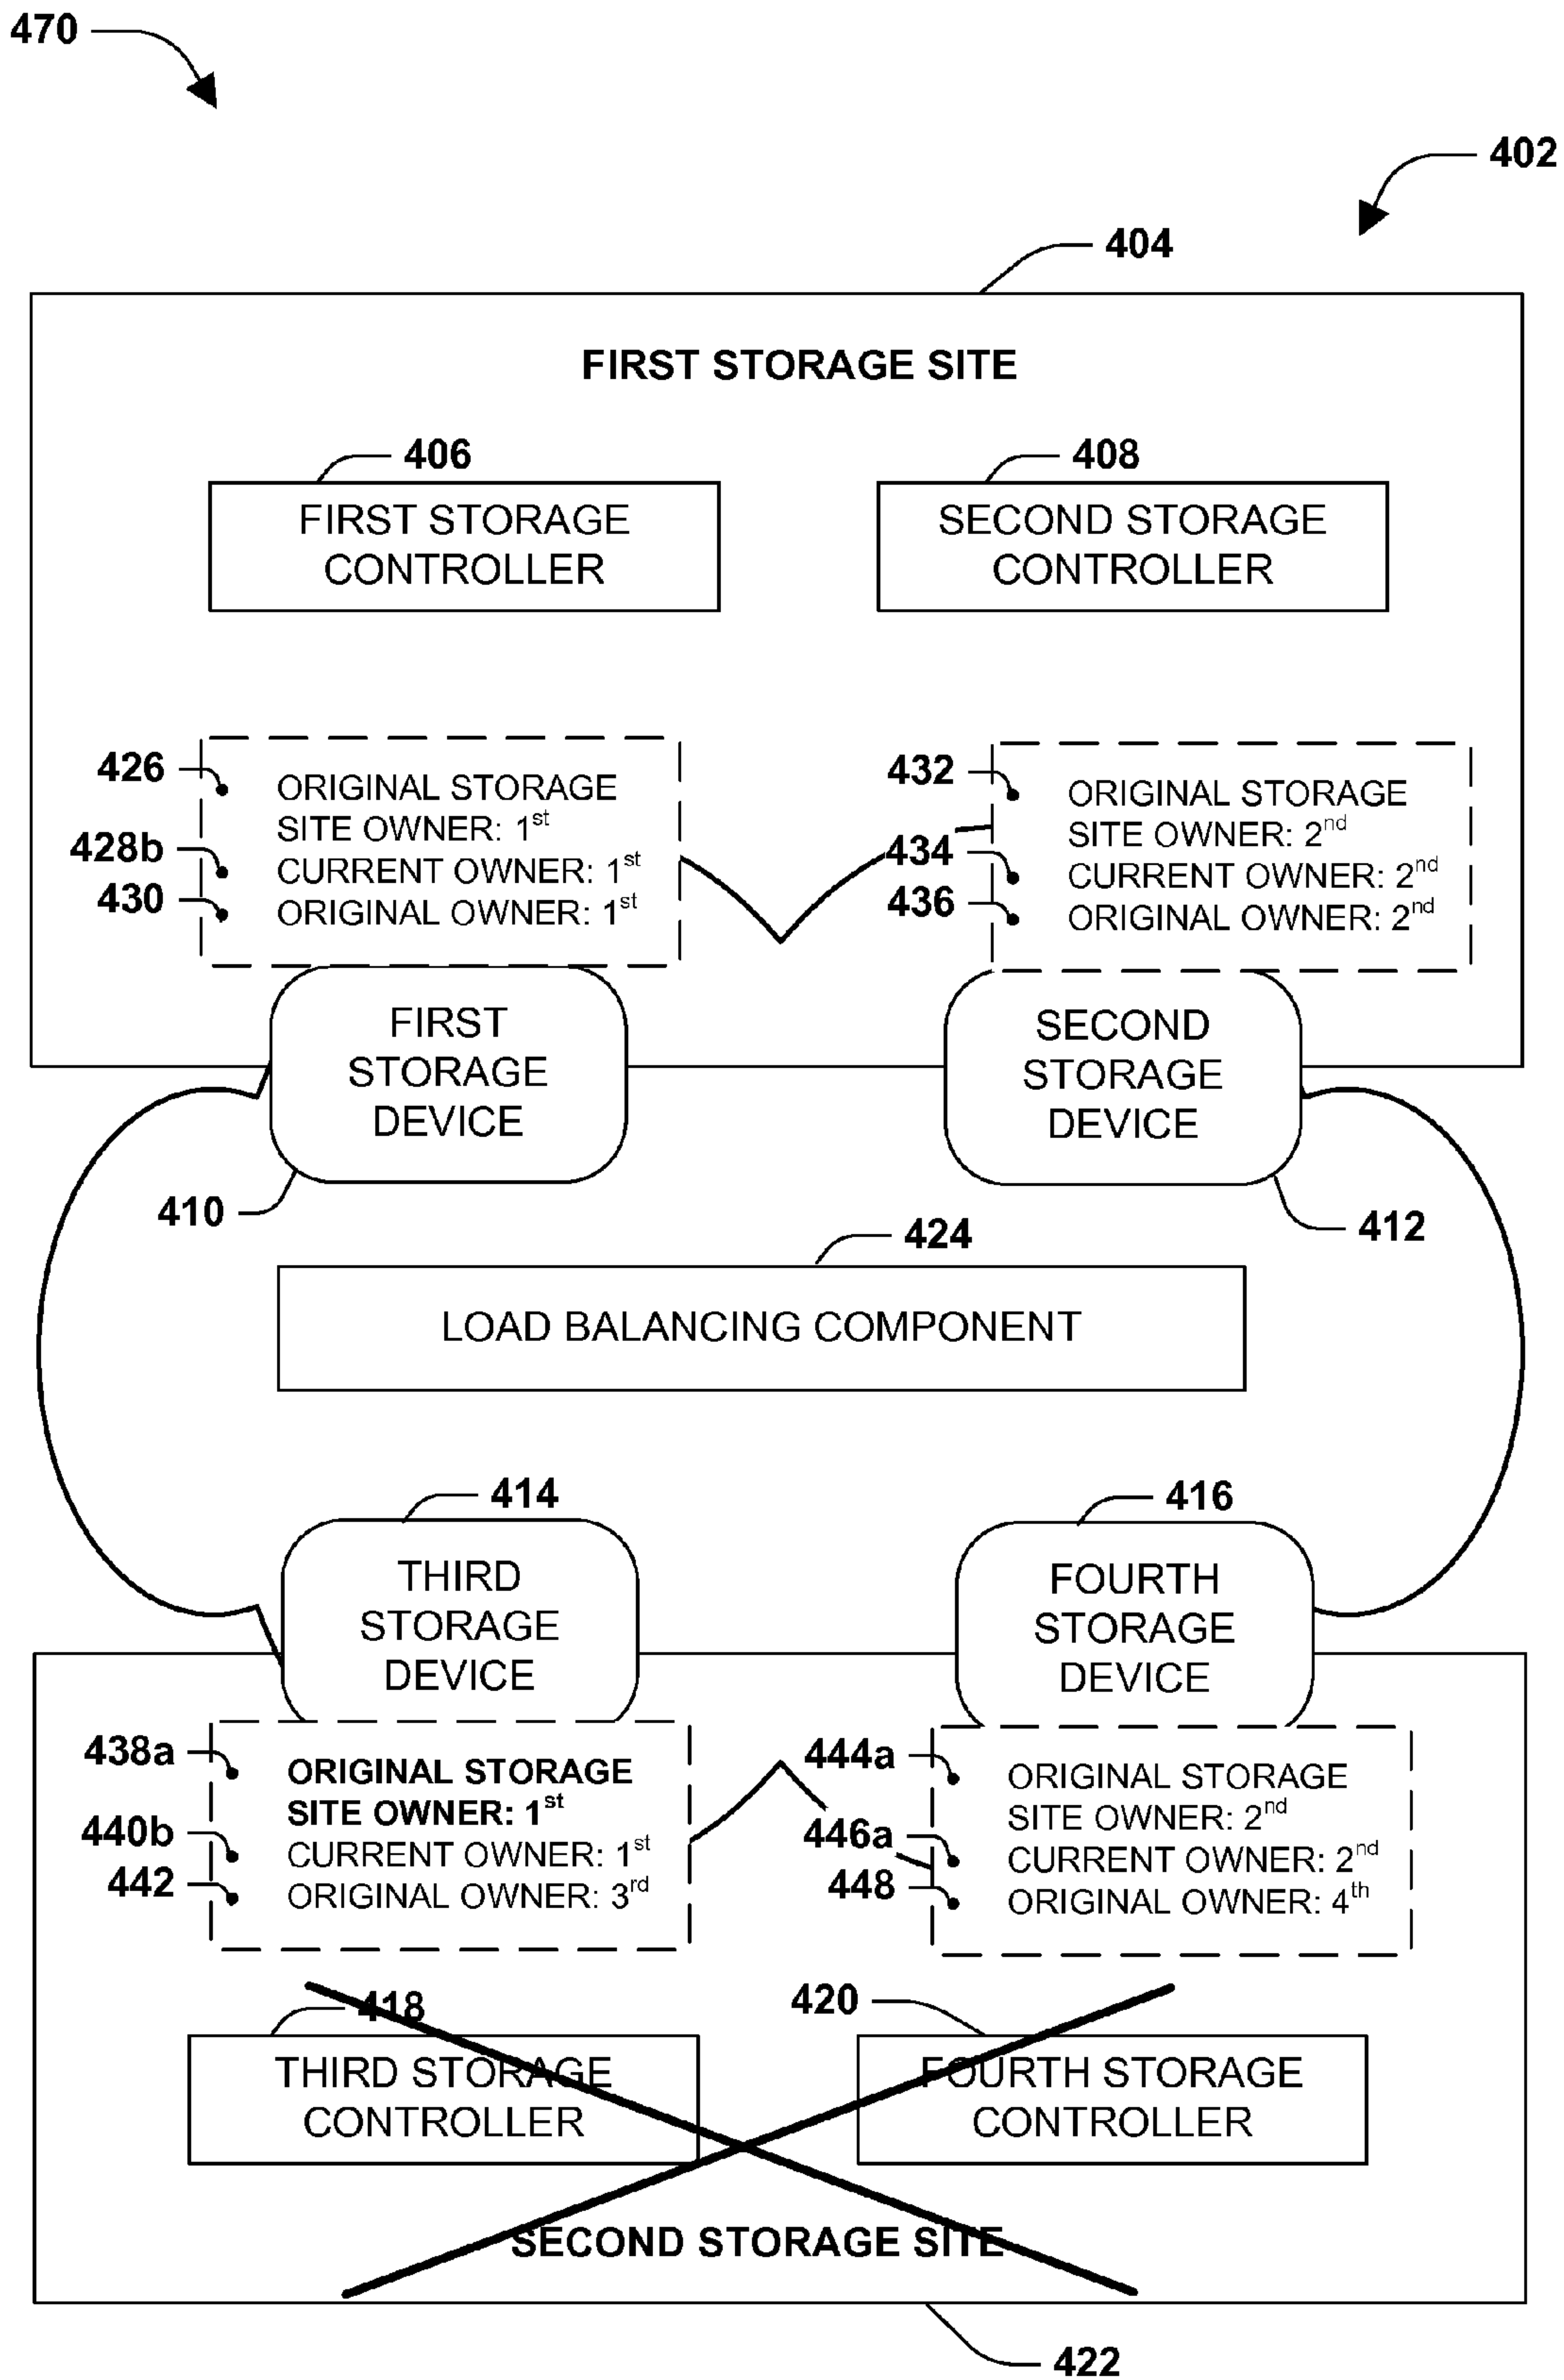 470
402
404
FIRST STORAGE SITE
406
408
FIRST STORAGE
CONTROLLER
SECOND STORAGE
CONTROLLER
426
428b
430
ORIGINAL STORAGE
SITE OWNER: 1st
CURRENT OWNER: 1st
ORIGINAL OWNER: 1st
432
434
436
ORIGINAL STORAGE
SITE OWNER: 2nd
CURRENT OWNER: 2nd
ORIGINAL OWNER: 2nd
FIRST
STORAGE
DEVICE
SECOND
STORAGE
DEVICE
410
412
424
LOAD BALANCING COMPONENT
414
416
THIRD
STORAGE
DEVICE
FOURTH
STORAGE
DEVICE
438a
440b
442
ORIGINAL STORAGE
SITE OWNER: 1st
CURRENT OWNER: 1st
ORIGINAL OWNER: 3rd
444a
446a
448
ORIGINAL STORAGE
SITE OWNER: 2nd
CURRENT OWNER: 2nd
ORIGINAL OWNER: 4th
418
420
THIRD STORAGE
CONTROLLER
FOURTH STORAGE
CONTROLLER
SECOND STORAGE SITE
422